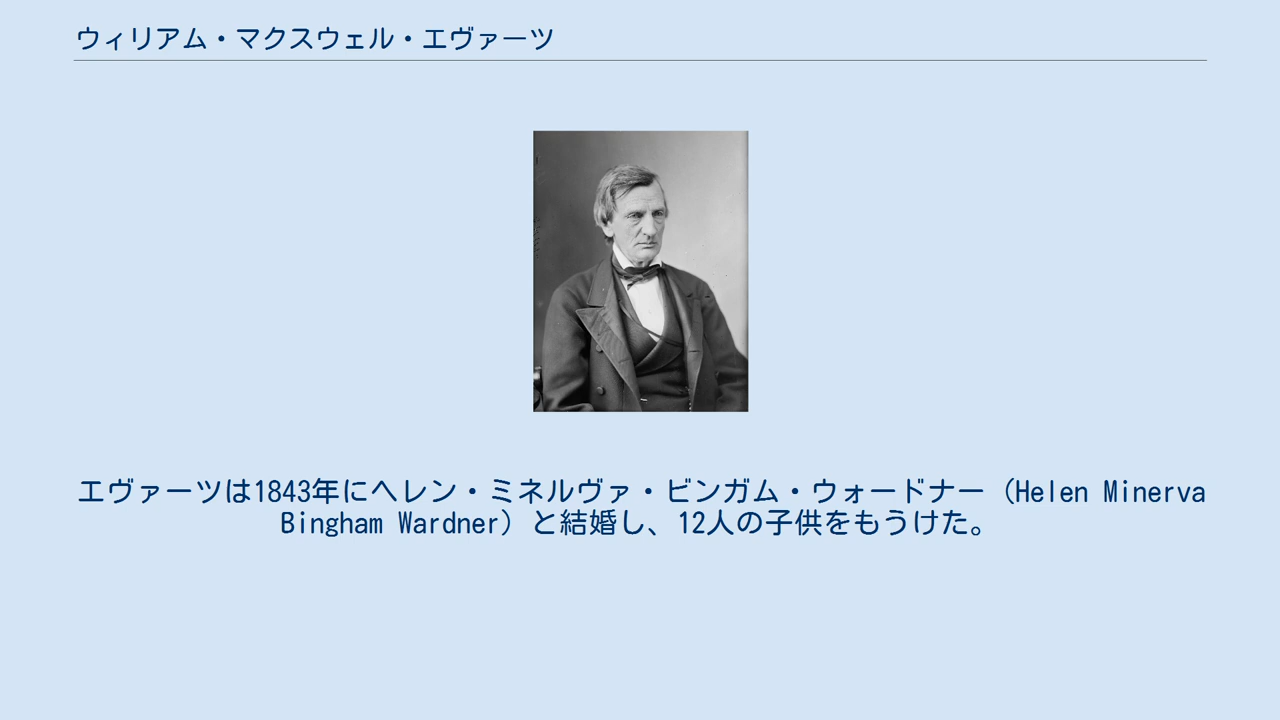 ウィリアム・マクスウェル・エヴァーツ
エヴァーツは1843年にヘレン・ミネルヴァ・ビンガム・ウォードナー（Helen Minerva
Bingham Wardner）と結婚し、12人の子供をもうけた。